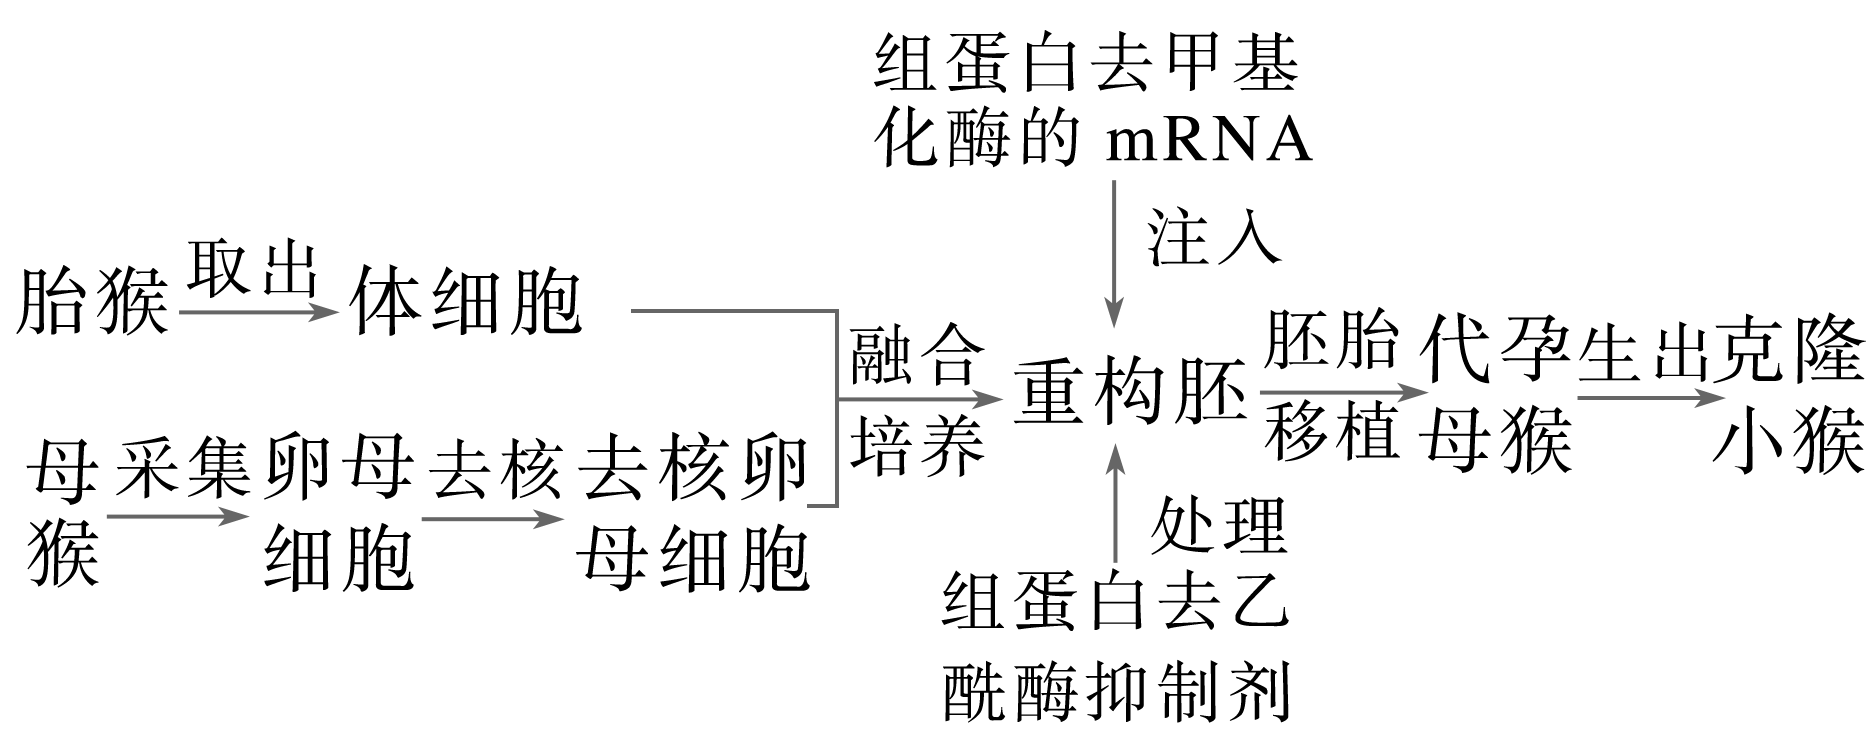 组蛋白去甲基
化酶的 mRNA
注入
胎猴
取出
体细胞
融合
培养
重构胚
胚胎
移植
代孕
母猴
生出
克隆
小猴
母
猴
采集
卵母
细胞
去核
去核卵
母细胞
处理
组蛋白去乙
酰酶抑制剂